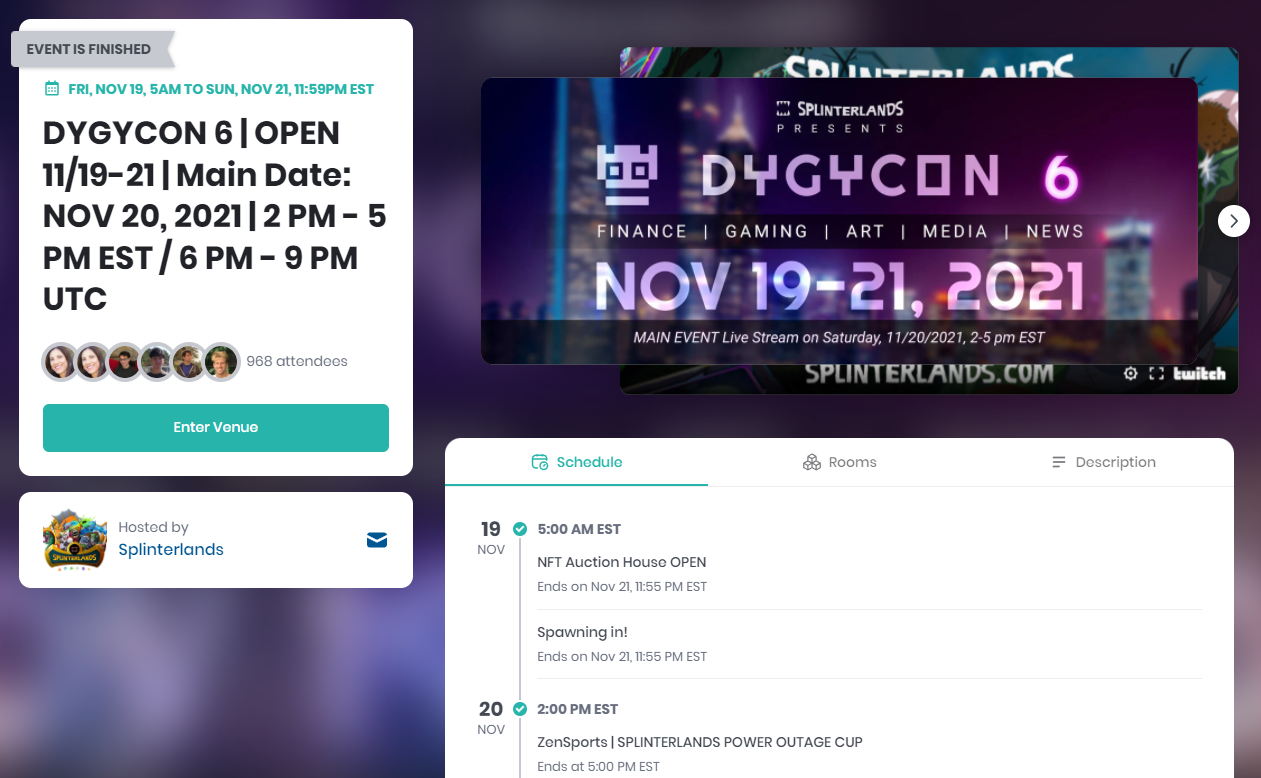 EVENT IS FINISHED
FRI, NOV 19, 5AM TO SUN, NOV 21, 11:59PM EST
DYGYCON 6 | OPEN
11/19-21 | Main Date:
NOV 20, 2021 | 2 PM - 5
PM EST / 6 PM - 9 PM
UTC
968 attendees
Enter Venue
Hosted by
Splinterlands
SPLINTERLANDS
SPLINTERLANDS
SPLINTERLANDS
PRESENTS
DYGYCON 6
FINANCE | GAMING | ART | MEDIA | NEWS
NOV 19-21, 2021
MAIN EVENT Live Stream on Saturday, 11/20/2021, 2-5 pm EST
SPLINTERLANDS.COM
twitch
Schedule
Rooms
Description
19 5:00 AM EST
NOV
NFT Auction House OPEN
Ends on Nov 21, 11:55 PM EST
Spawning in!
Ends on Nov 21, 11:55 PM EST
20 2:00 PM EST
NOV
ZenSports | SPLINTERLANDS POWER OUTAGE CUP
Ends at 5:00 PM EST